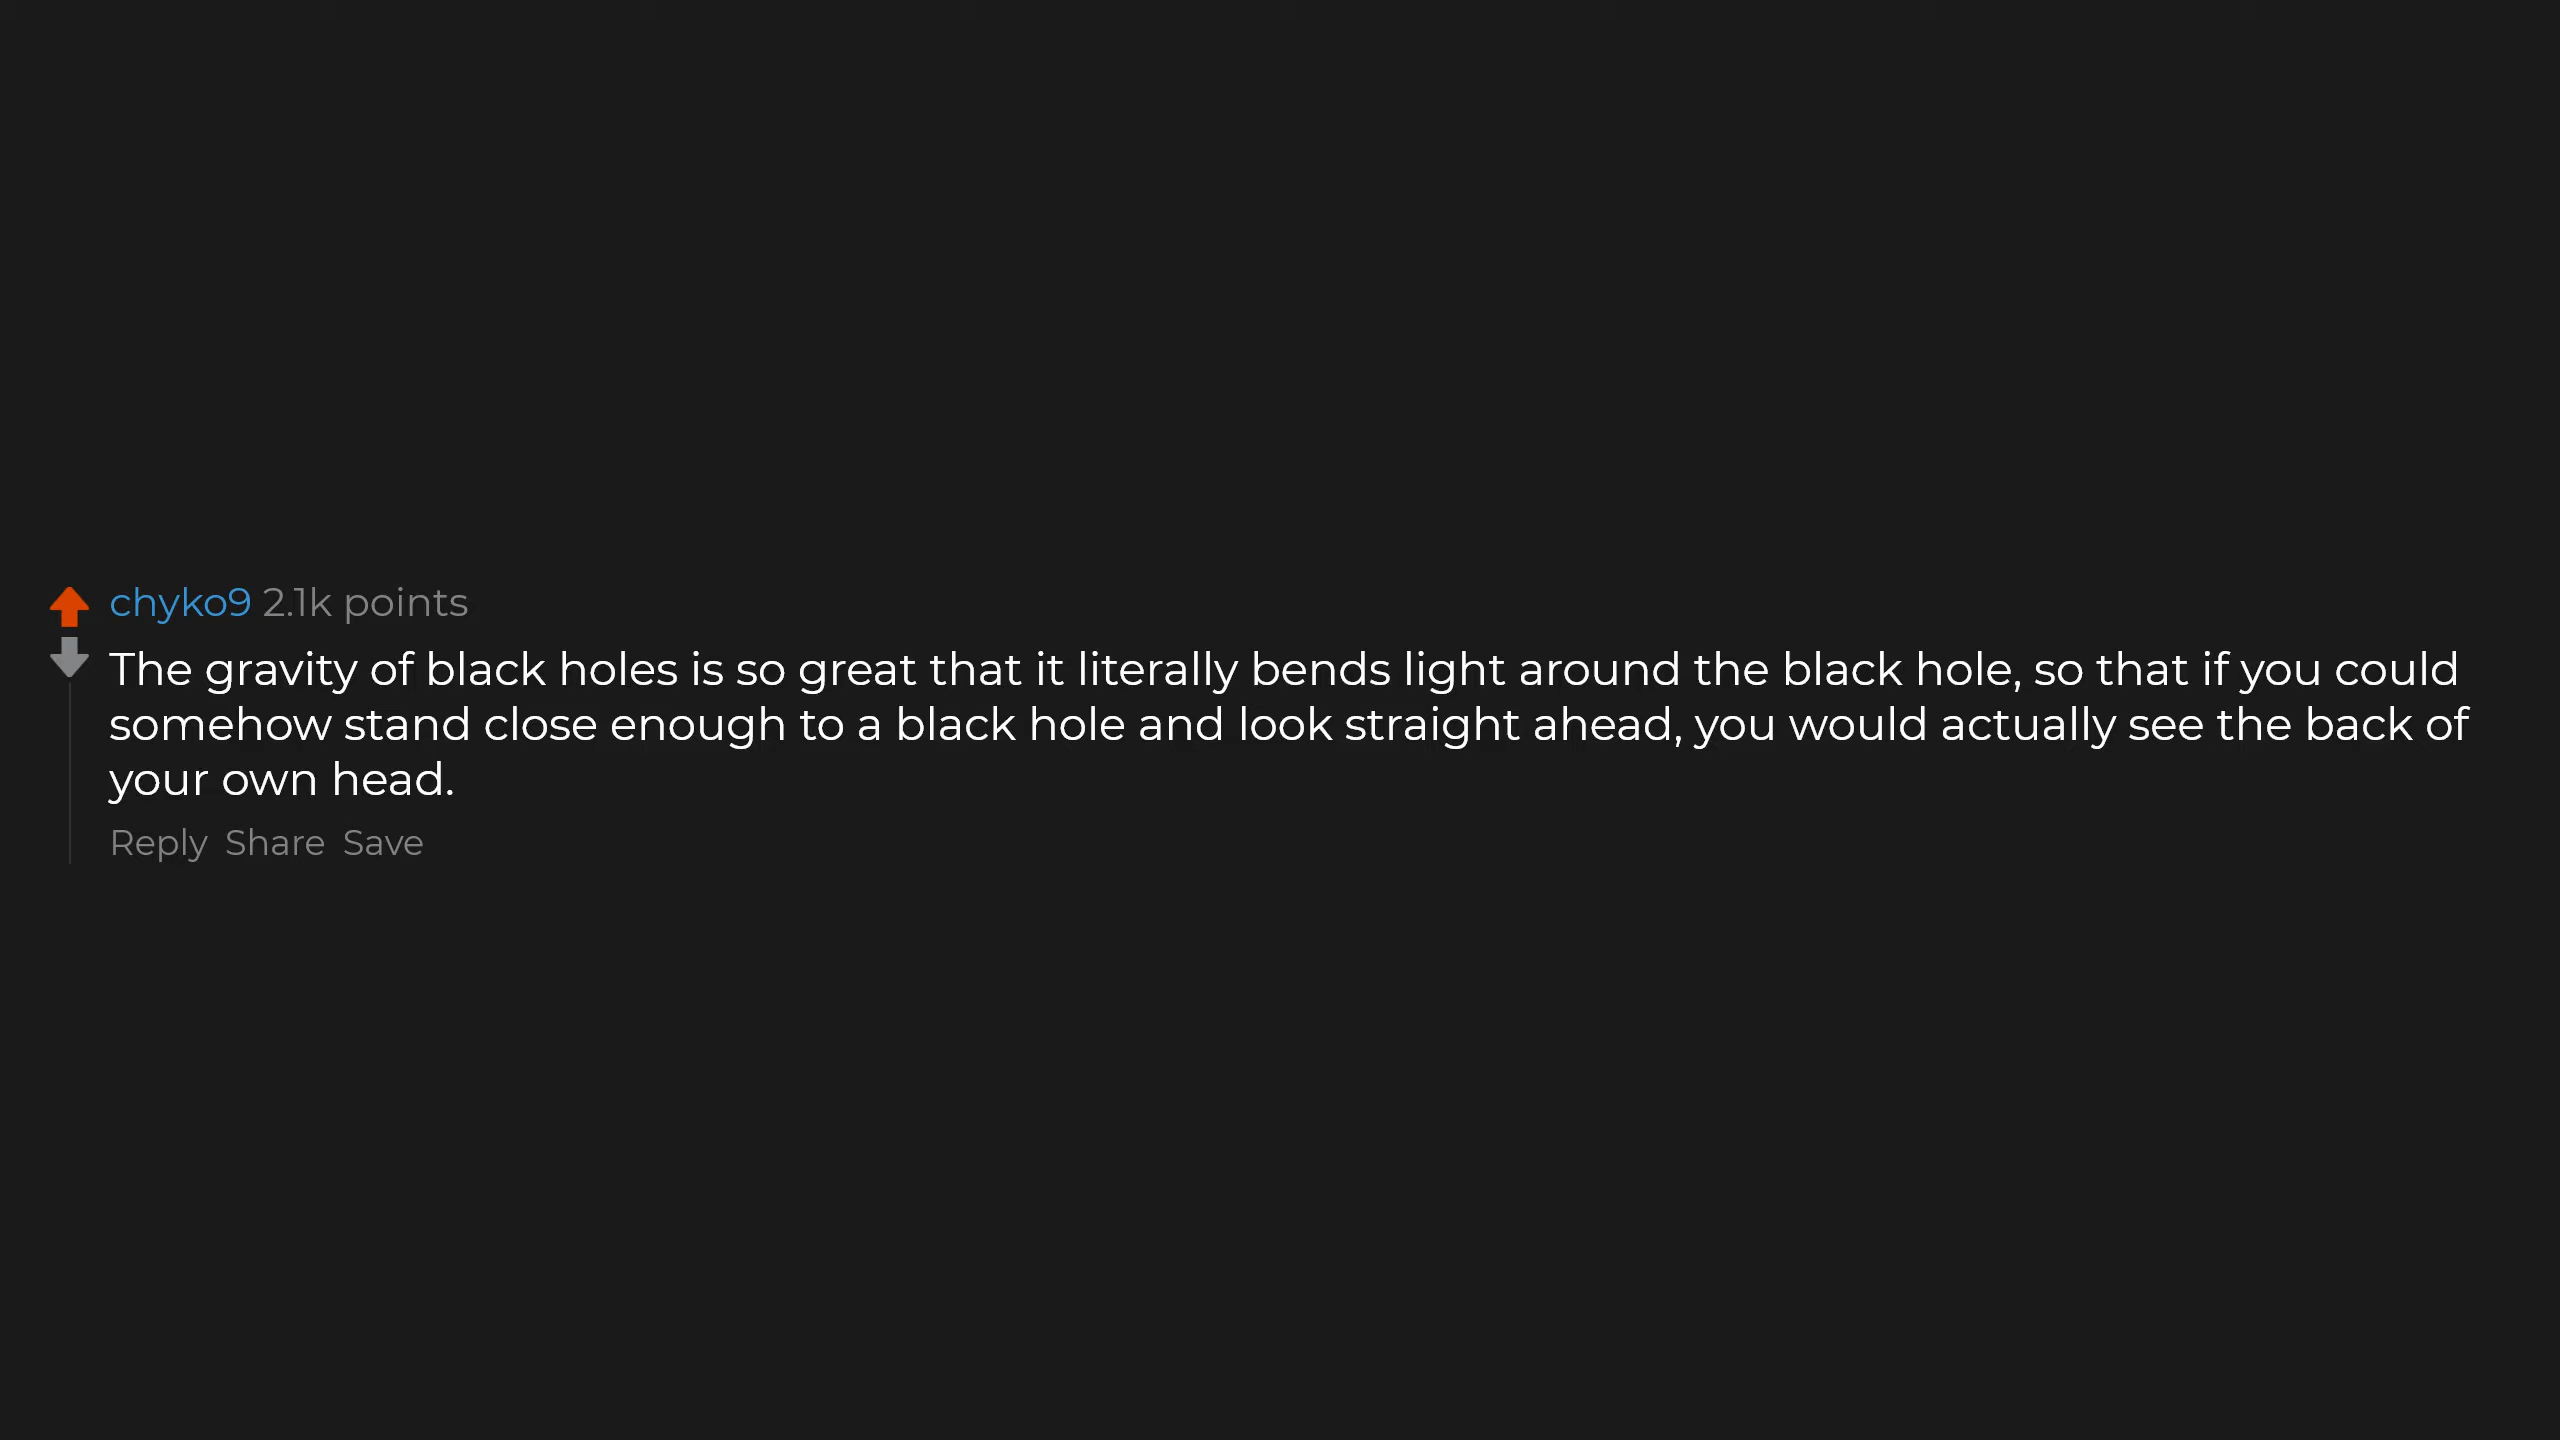 chyko9 2.1k points
The gravity of black holes is so great that it literally bends light around the black hole, so that if you could
somehow stand close enough to a black hole and look straight ahead, you would actually see the back of
your own head.
Reply Share Save